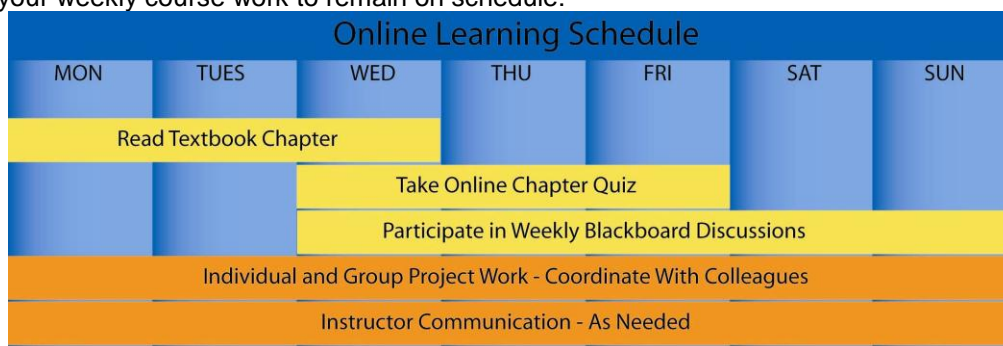 your weekly course work to remain on schedule.
Online Learning Schedule
MON TUES WED THU FRI SAT SUN
Read Textbook Chapter
Take Online Chapter Quiz
Participate in Weekly Blackboard Discussions
Individual and Group Project Work - Coordinate With Colleagues
Instructor Communication - As Needed